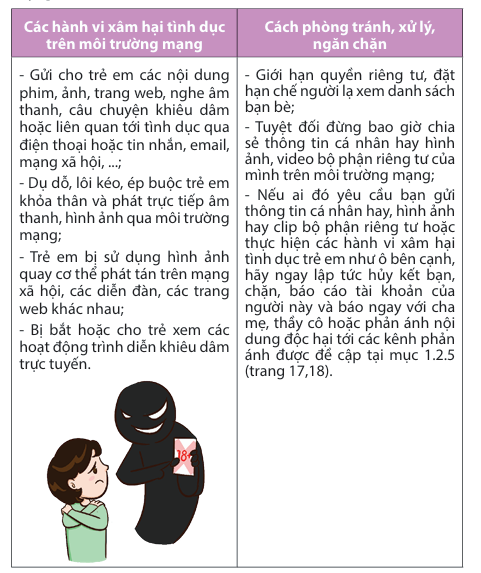 Các hành vi xâm hại tình dục
trên môi trường mạng
Cách phòng tránh, xử lý,
ngăn chặn
- Gửi cho trẻ em các nội dung
phim, ảnh, trang web, nghe âm
thanh, câu chuyện khiêu dâm
hoặc liên quan tới tình dục qua
điện thoại hoặc tin nhắn, email,
mạng xã hội, ...;
- Dụ dỗ, lôi kéo, ép buộc trẻ em
khỏa thân và phát trực tiếp âm
thanh, hình ảnh qua môi trường
mạng;
- Trẻ em bị sử dụng hình ảnh
quay cơ thể phát tán trên mạng
xã hội, các diễn đàn, các trang
web khác nhau;
- Bị bắt hoặc cho trẻ xem các
hoạt động trình diễn khiêu dâm
trực tuyến.
18+
- Giới hạn quyền riêng tư, đặt
hạn chế người lạ xem danh sách
bạn bè;
- Tuyệt đối đừng bao giờ chia
sẻ thông tin cá nhân hay hình
ảnh, video bộ phận riêng tư của
mình trên môi trường mạng;
- Nếu ai đó yêu cầu bạn gửi
thông tin cá nhân hay, hình ảnh
hay clip bộ phận riêng tư hoặc
thực hiện các hành vi xâm hại
tình dục trẻ em như ô bên cạnh,
hãy ngay lập tức hủy kết bạn,
chặn, báo cáo tài khoản của
người này và báo ngay với cha
mẹ, thầy cô hoặc phản ánh nội
dung độc hại tới các kênh phản
ánh được đề cập tại mục 1.2.5
(trang 17,18).